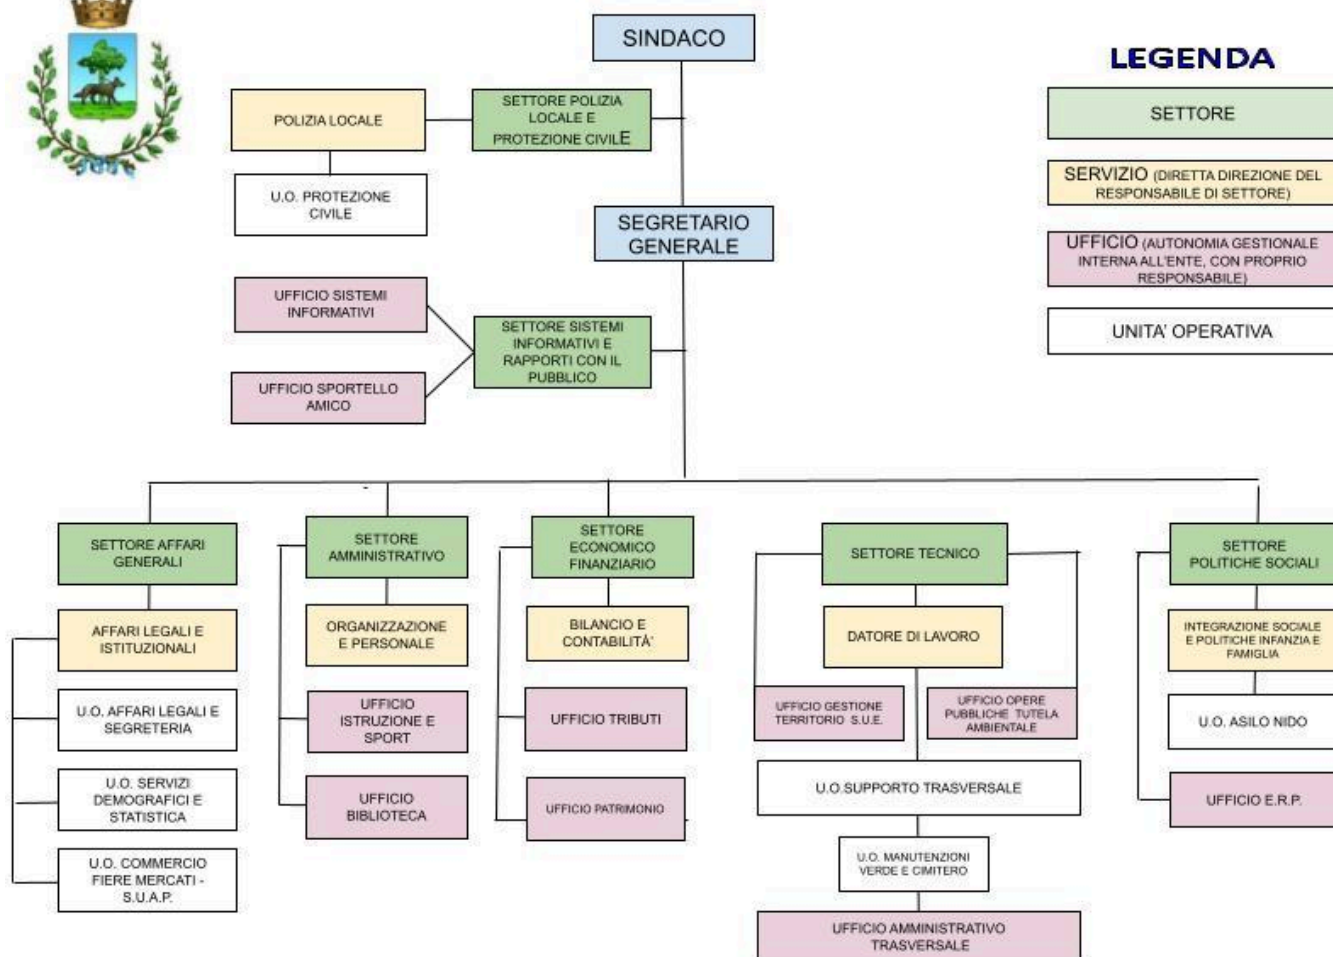 SINDACO
LEGENDA
POLIZIA LOCALE
SETTORE POLIZIA
LOCALE E
PROTEZIONE CIVILE
SETTORE
SERVIZIO (DIRETTA DIREZIONE DEL
RESPONSABILE DI SETTORE)
U.O. PROTEZIONE
CIVILE
SEGRETARIO
GENERALE
UFFICIO (AUTONOMIA GESTIONALE
INTERNA ALL'ENTE, CON PROPRIO
RESPONSABILE)
UFFICIO SISTEMI
INFORMATIVI
SETTORE SISTEMI
INFORMATIVI E
RAPPORTI CON IL
PUBBLICO
UNITA' OPERATIVA
UFFICIO SPORTELLO
AMICO
SETTORE AFFARI
GENERALI
SETTORE
AMMINISTRATIVO
SETTORE
ECONOMICO
FINANZIARIO
SETTORE TECNICO
SETTORE
POLITICHE SOCIALI
AFFARI LEGALI E
ISTITUZIONALI
ORGANIZZAZIONE
E PERSONALE
BILANCIO E
CONTABILITÀ'
DATORE DI LAVORO
INTEGRAZIONE SOCIALE
E POLITICHE INFANZIA E
FAMIGLIA
U.O. AFFARI LEGALI E
SEGRETERIA
UFFICIO
ISTRUZIONE E
SPORT
UFFICIO TRIBUTI
UFFICIO GESTIONE
TERRITORIO S.U.E.
UFFICIO OPERE
PUBBLICHE TUTELA
AMBIENTALE
U.O. ASILO NIDO
U.O. SERVIZI
DEMOGRAFICI E
STATISTICA
UFFICIO
BIBLIOTECA
UFFICIO PATRIMONIO
U.O.SUPPORTO TRASVERSALE
UFFICIO E.R.P.
U.O. COMMERCIO
FIERE MERCATI -
S.U.A.P.
U.O. MANUTENZIONI
VERDE E CIMITERO
UFFICIO AMMINISTRATIVO
TRASVERSALE